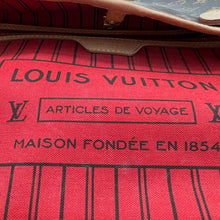 LOUIS VUITTON
LV ARTICLES DE VOYAGE LV
MAISON FONDÉE EN 1854